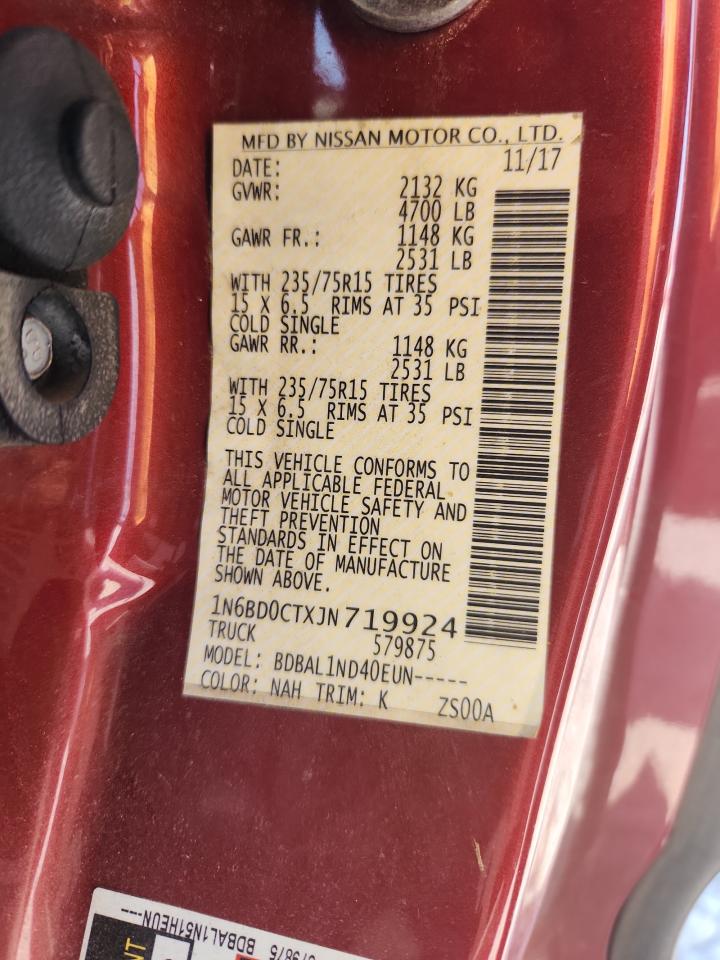 MFD BY NISSAN MOTOR CO., LTD.
DATE: 11/17
GVWR: 2132 KG
4700 LB
GAWR FR.: 1148 KG
2531 LB
WITH 235/75R15 TIRES
15 X 6.5 RIMS AT 35 PSI
COLD SINGLE
GAWR RR.: 1148 KG
2531 LB
WITH 235/75R15 TIRES
15 X 6.5 RIMS AT 35 PSI
COLD SINGLE
THIS VEHICLE CONFORMS TO
ALL APPLICABLE FEDERAL
MOTOR VEHICLE SAFETY AND
THEFT PREVENTION
STANDARDS IN EFFECT ON
THE DATE OF MANUFACTURE
SHOWN ABOVE.
1N6BD0CTXJN719924
TRUCK 579875
MODEL: BDBAL1ND40EUN-----
COLOR: NAH TRIM: K ZS00A
8
BDBAL1N51HEUN---